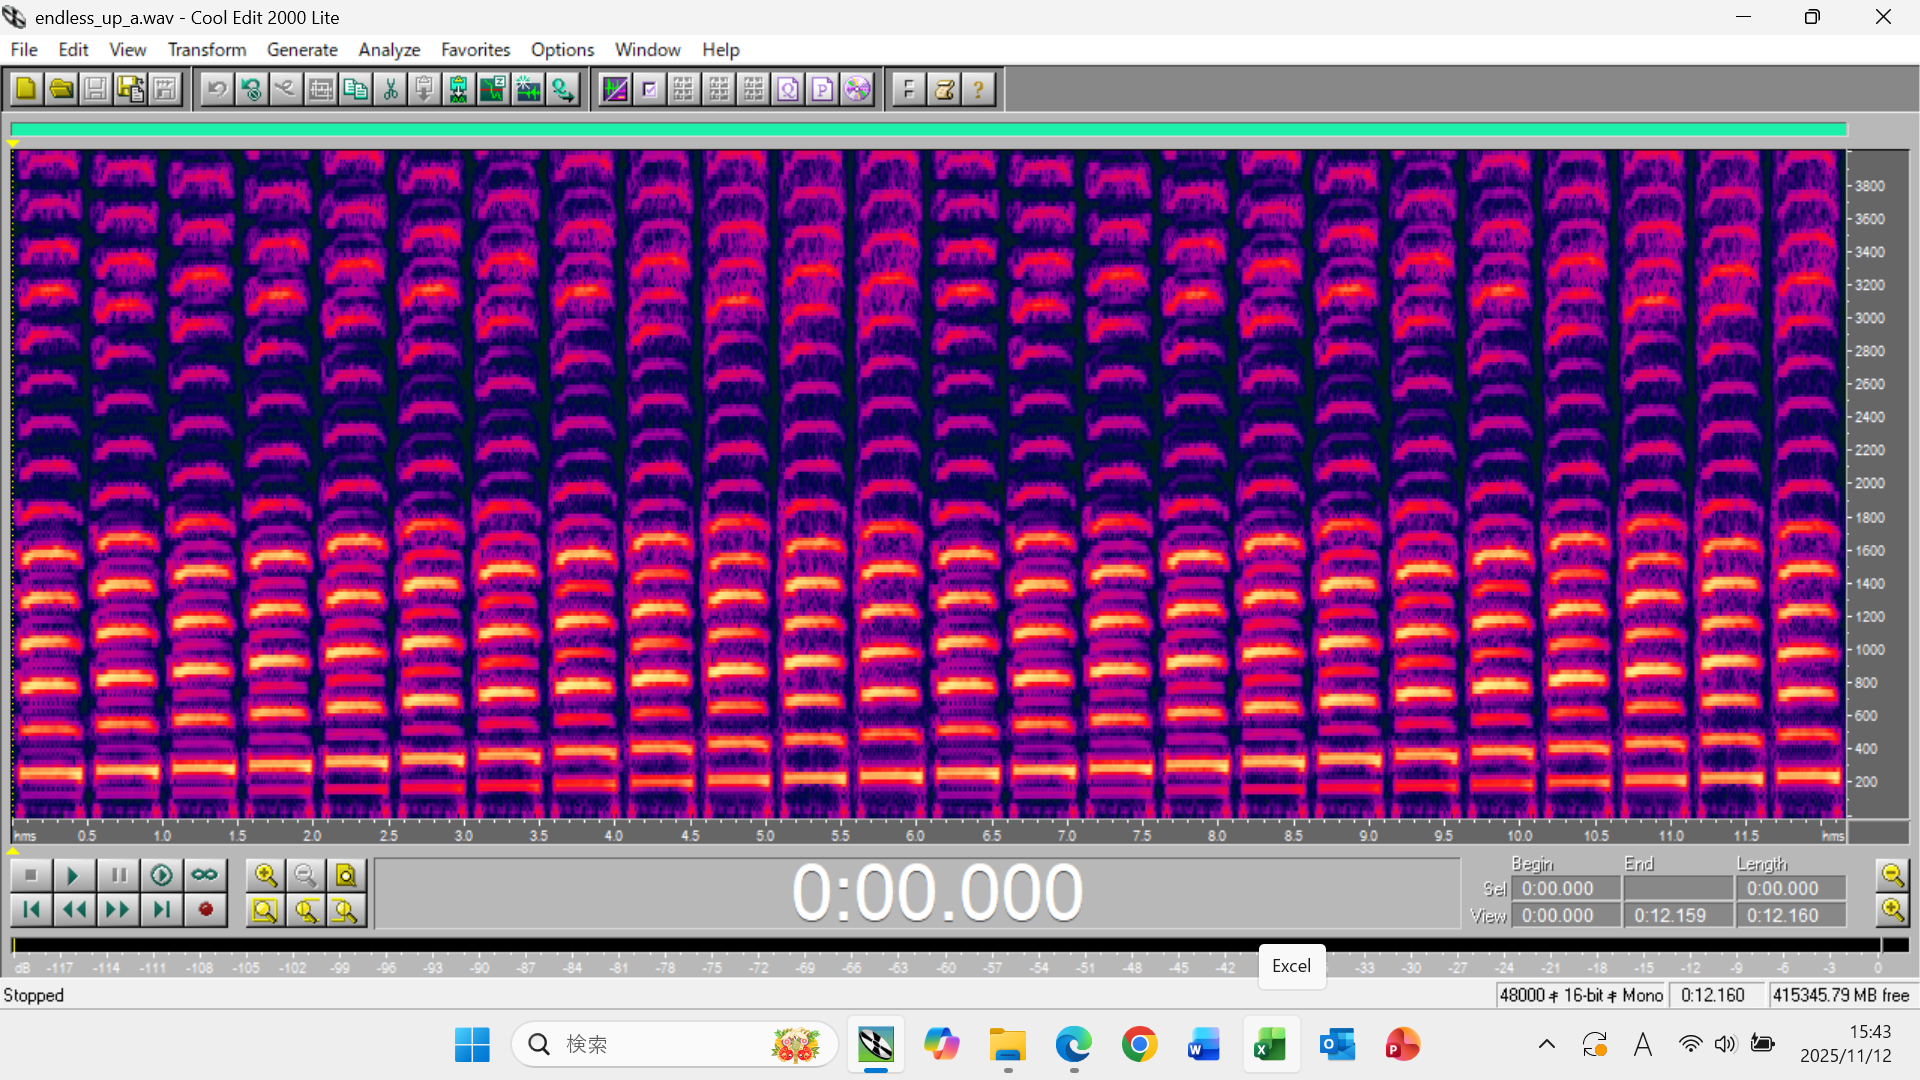 endless_up_a.wav - Cool Edit 2000 Lite
File Edit View Transform Generate Analyze Favorites Options Window Help
3800
3600
3400
3200
3000
2800
2600
2400
2200
2000
1800
1600
1400
1200
1000
800
600
400
200
hms 0.5 1.0 1.5 2.0 2.5 3.0 3.5 4.0 4.5 5.0 5.5 6.0 6.5 7.0 7.5 8.0 8.5 9.0 9.5 10.0 10.5 11.0 11.5 hms
0:00.000
Begin End Length
Sel 0:00.000 0:00.000
View 0:00.000 0:12.159 0:12.160
dB -117 -114 -111 -108 -105 -102 -99 -96 -93 -90 -87 -84 -81 -78 -75 -72 -69 -66 -63 -60 -57 -54 -51 -48 -45 -42 -33 -30 -27 -24 -21 -18 -15 -12 -9 -6 -3 0
Excel
Stopped
48000 ｷ 16-bit ｷ Mono 0:12.160 415345.79 MB free
検索
A
15:43
2025/11/12